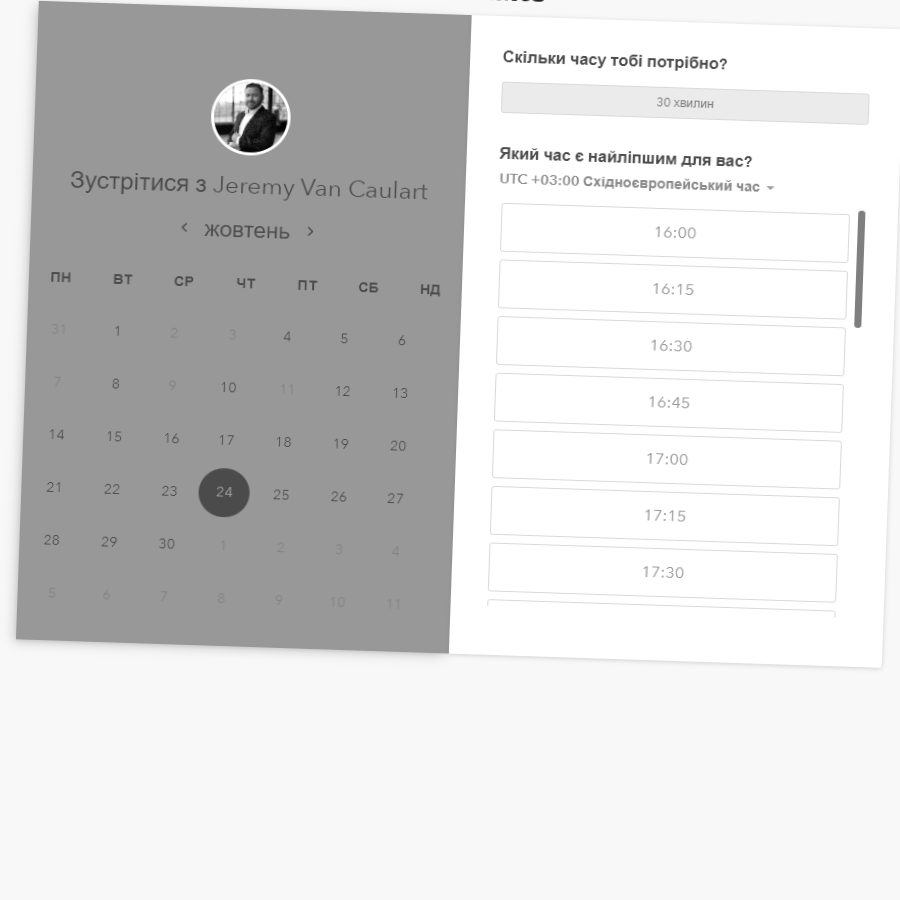 Зустрітися з Jeremy Van Caulart
жовтень
ПН ВТ СР ЧТ ПТ СБ НД
31 1 2 3 4 5 6
7 8 9 10 11 12 13
14 15 16 17 18 19 20
21 22 23 24 25 26 27
28 29 30 1 2 3 4
5 6 7 8 9 10 11
Скільки часу тобі потрібно?
30 хвилин
Який час є найліпшим для вас?
UTC +03:00 Східноєвропейський час
16:00
16:15
16:30
16:45
17:00
17:15
17:30